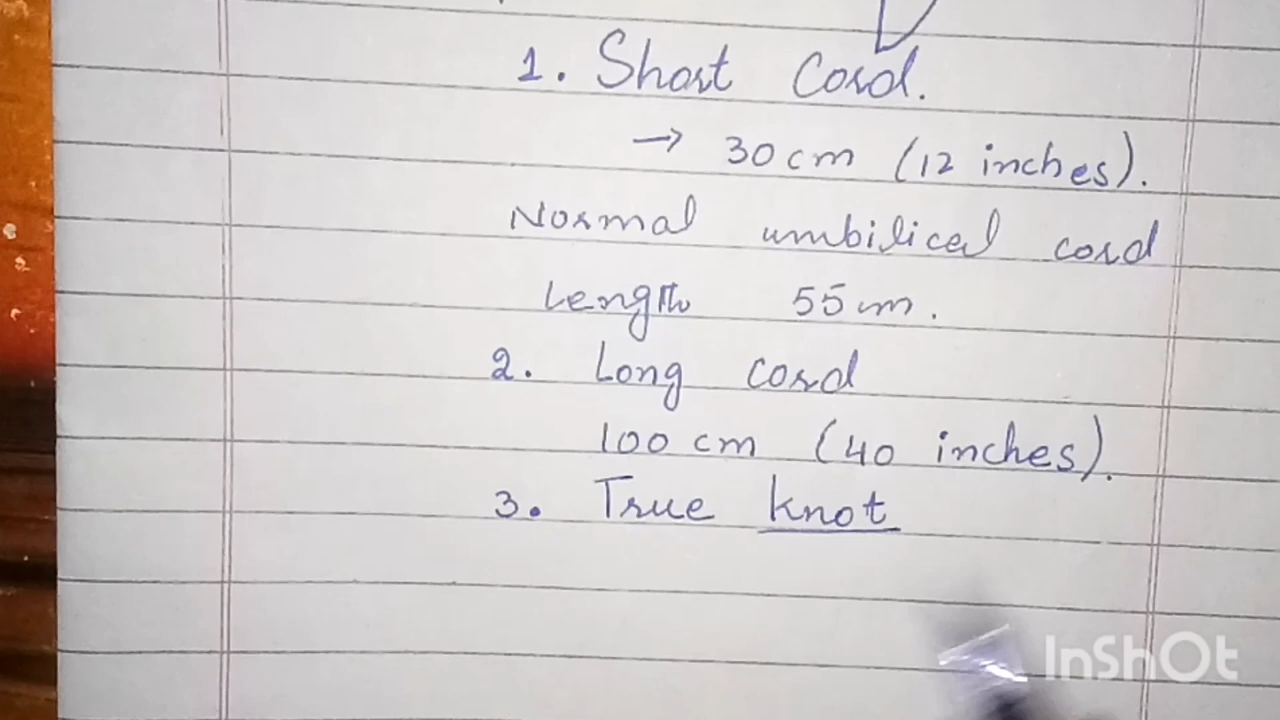 1. Short Cord.
→ 30 cm (12 inches).
Normal umbilical cord
Length 55 cm.
2. Long cord
100 cm (40 inches).
3. True knot
InShOt